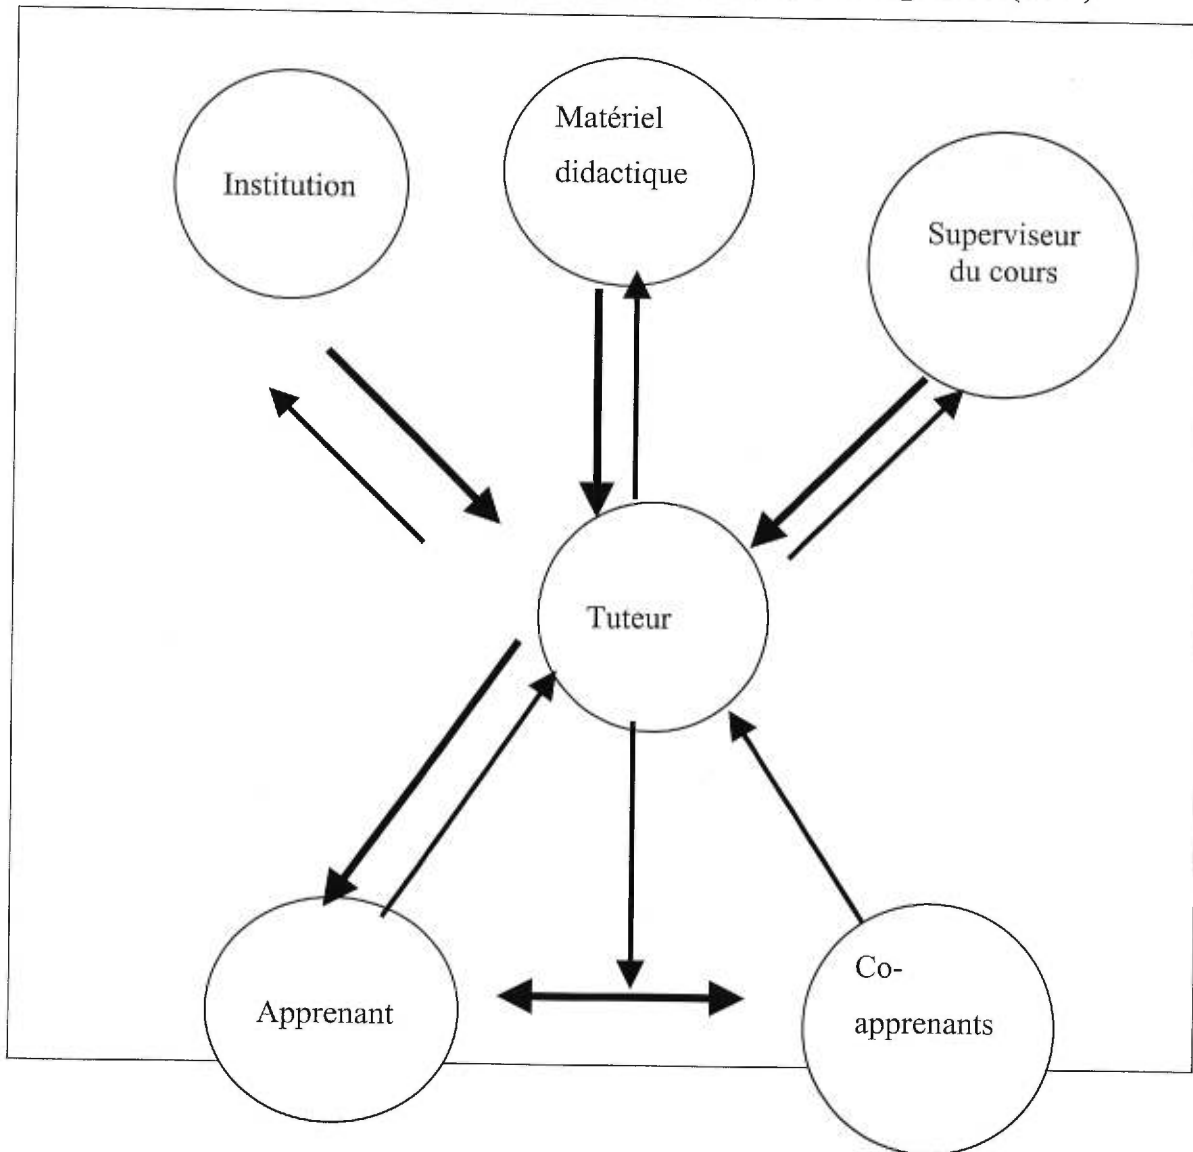 Institution
Matériel
didactique
Superviseur
du cours
Tuteur
Apprenant
Co-
apprenants